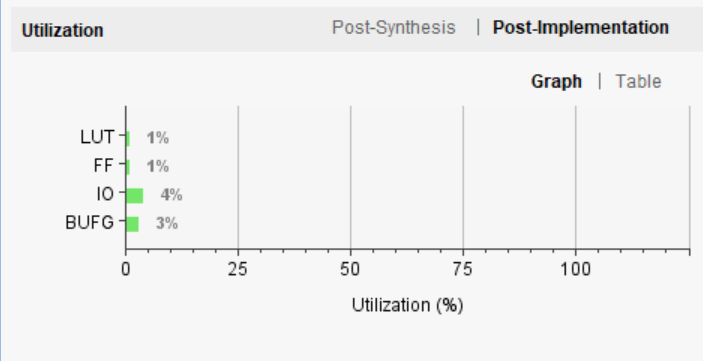 Utilization Post-Synthesis | Post-Implementation
Graph | Table
LUT 1%
FF 1%
IO 4%
BUFG 3%
0 25 50 75 100
Utilization (%)